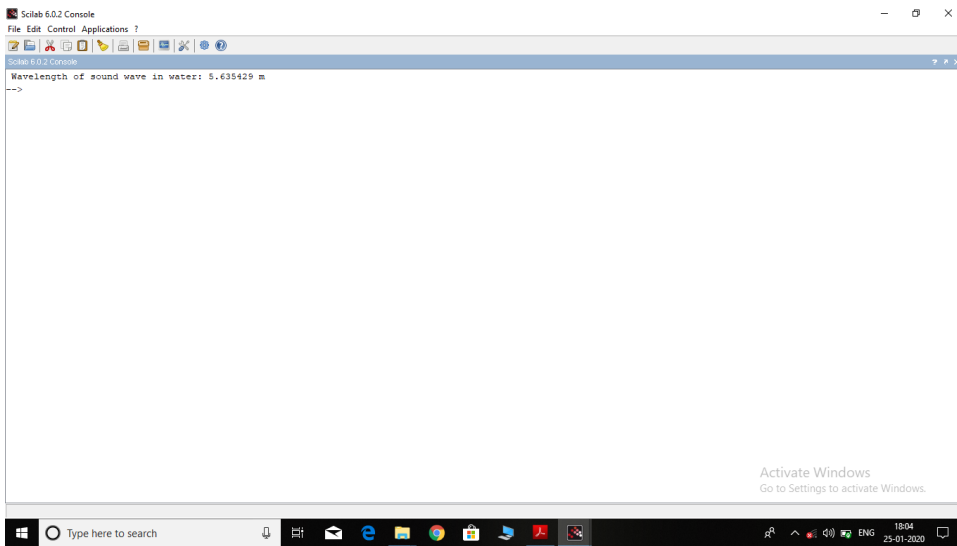 Scilab 6.0.2 Console
File Edit Control Applications ?
Scilab 6.0.2 Console
Wavelength of sound wave in water: 5.635429 m
-->
Activate Windows
Go to Settings to activate Windows.
Type here to search
ENG
18:04
25-01-2020